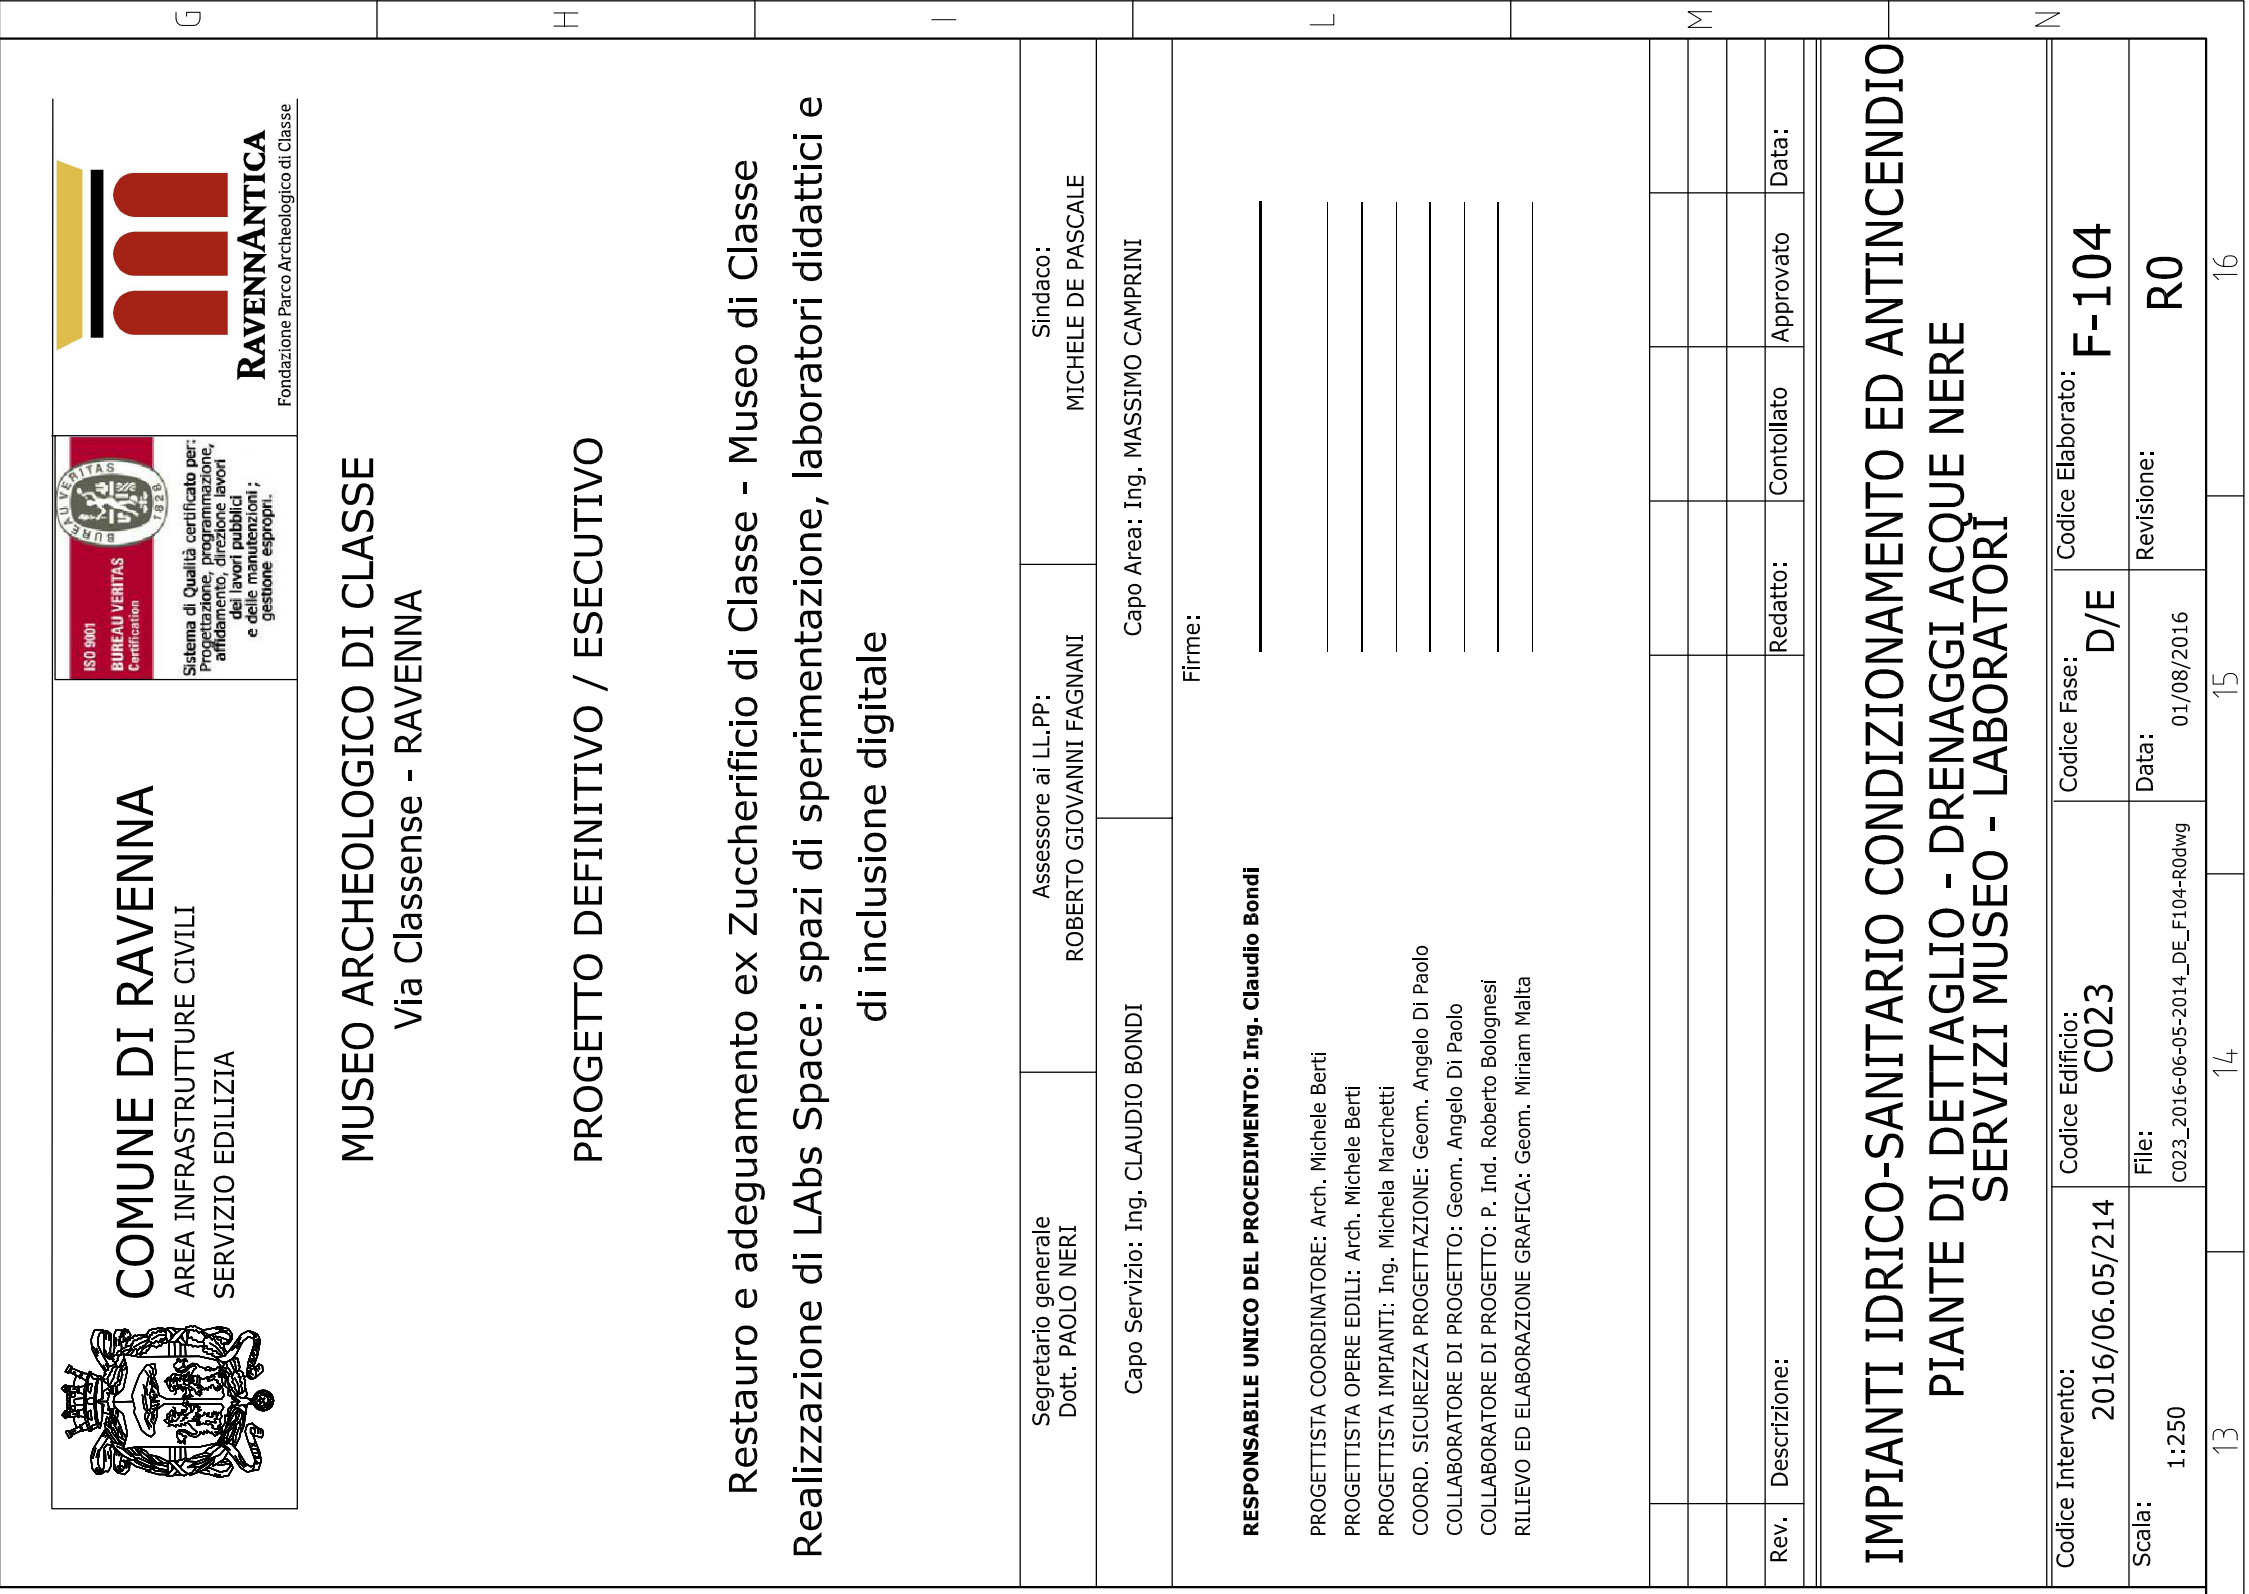 COMUNE DI RAVENNA
AREA INFRASTRUTTURE CIVILI
SERVIZIO EDILIZIA
ISO 9001
BUREAU VERITAS
Certification
BUREAU VERITAS
1828
Sistema di Qualità certificato per:
Progettazione, programmazione,
affidamento, direzione lavori
dei lavori pubblici
e delle manutenzioni ;
gestione espropri.
RAVENNANTICA
Fondazione Parco Archeologico di Classe
MUSEO ARCHEOLOGICO DI CLASSE
Via Classense - RAVENNA
PROGETTO DEFINITIVO / ESECUTIVO
Restauro e adeguamento ex Zuccherificio di Classe - Museo di Classe
Realizzazione di LAbs Space: spazi di sperimentazione, laboratori didattici e
di inclusione digitale
Segretario generale
Dott. PAOLO NERI
Assessore ai LL.PP:
ROBERTO GIOVANNI FAGNANI
Sindaco:
MICHELE DE PASCALE
Capo Servizio: Ing. CLAUDIO BONDI
Capo Area: Ing. MASSIMO CAMPRINI
Firme:
RESPONSABILE UNICO DEL PROCEDIMENTO: Ing. Claudio Bondi
PROGETTISTA COORDINATORE: Arch. Michele Berti
PROGETTISTA OPERE EDILI: Arch. Michele Berti
PROGETTISTA IMPIANTI: Ing. Michela Marchetti
COORD. SICUREZZA PROGETTAZIONE: Geom. Angelo Di Paolo
COLLABORATORE DI PROGETTO: Geom. Angelo Di Paolo
COLLABORATORE DI PROGETTO: P. Ind. Roberto Bolognesi
RILIEVO ED ELABORAZIONE GRAFICA: Geom. Miriam Malta
Rev. Descrizione: Redatto: Contollato Approvato Data:
IMPIANTI IDRICO-SANITARIO CONDIZIONAMENTO ED ANTINCENDIO
PIANTE DI DETTAGLIO - DRENAGGI ACQUE NERE
SERVIZI MUSEO - LABORATORI
Codice Intervento:
2016/06.05/214
Codice Edificio:
C023
Codice Fase:
D/E
Codice Elaborato:
F-104
Scala:
1:250
File:
C023_2016-06-05-2014_DE_F104-R0dwg
Data:
01/08/2016
Revisione:
R0
G
H
I
L
M
N
13
14
15
16